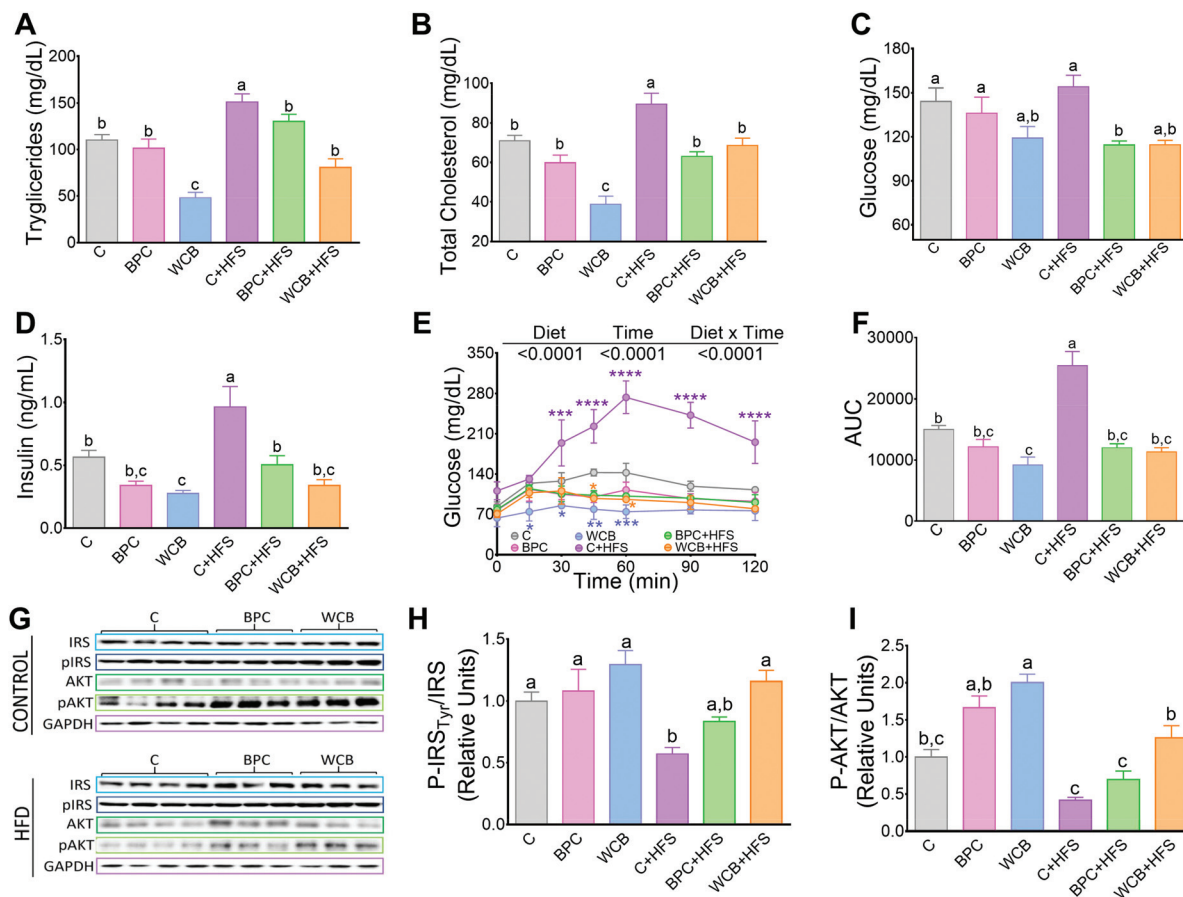 A
Tryglicerides (mg/dL)
200
150
100
50
0
b
b
c
a
b
b
C
BPC
WCB
C+HFS
BPC+HFS
WCB+HFS
B
Total Cholesterol (mg/dL)
100
80
60
40
20
b
b
c
a
b
b
C
BPC
WCB
C+HFS
BPC+HFS
WCB+HFS
C
Glucose (mg/dL)
180
150
120
90
60
a
a
a,b
a
b
a,b
C
BPC
WCB
C+HFS
BPC+HFS
WCB+HFS
D
Insulin (ng/mL)
1.5
1.0
0.5
0.0
b
b,c
c
a
b
b,c
C
BPC
WCB
C+HFS
BPC+HFS
WCB+HFS
E
Diet Time Diet x Time
<0.0001 <0.0001 <0.0001
Glucose (mg/dL)
350
280
210
140
70
0
*** **** **** **** ****
*
*
* * ** ***
C WCB BPC+HFS
BPC C+HFS WCB+HFS
0 30 60 90 120
Time (min)
F
AUC
30000
20000
10000
0
b
b,c
c
a
b,c
b,c
C
BPC
WCB
C+HFS
BPC+HFS
WCB+HFS
G
CONTROL
C BPC WCB
IRS
pIRS
AKT
pAKT
GAPDH
HFD
C BPC WCB
IRS
pIRS
AKT
pAKT
GAPDH
H
P-IRSTyr/IRS
(Relative Units)
1.5
1.0
0.5
0.0
a
a
a
b
a,b
a
C
BPC
WCB
C+HFS
BPC+HFS
WCB+HFS
I
P-AKT/AKT
(Relative Units)
2.5
2.0
1.5
1.0
0.5
0.0
b,c
a,b
a
c
c
b
C
BPC
WCB
C+HFS
BPC+HFS
WCB+HFS